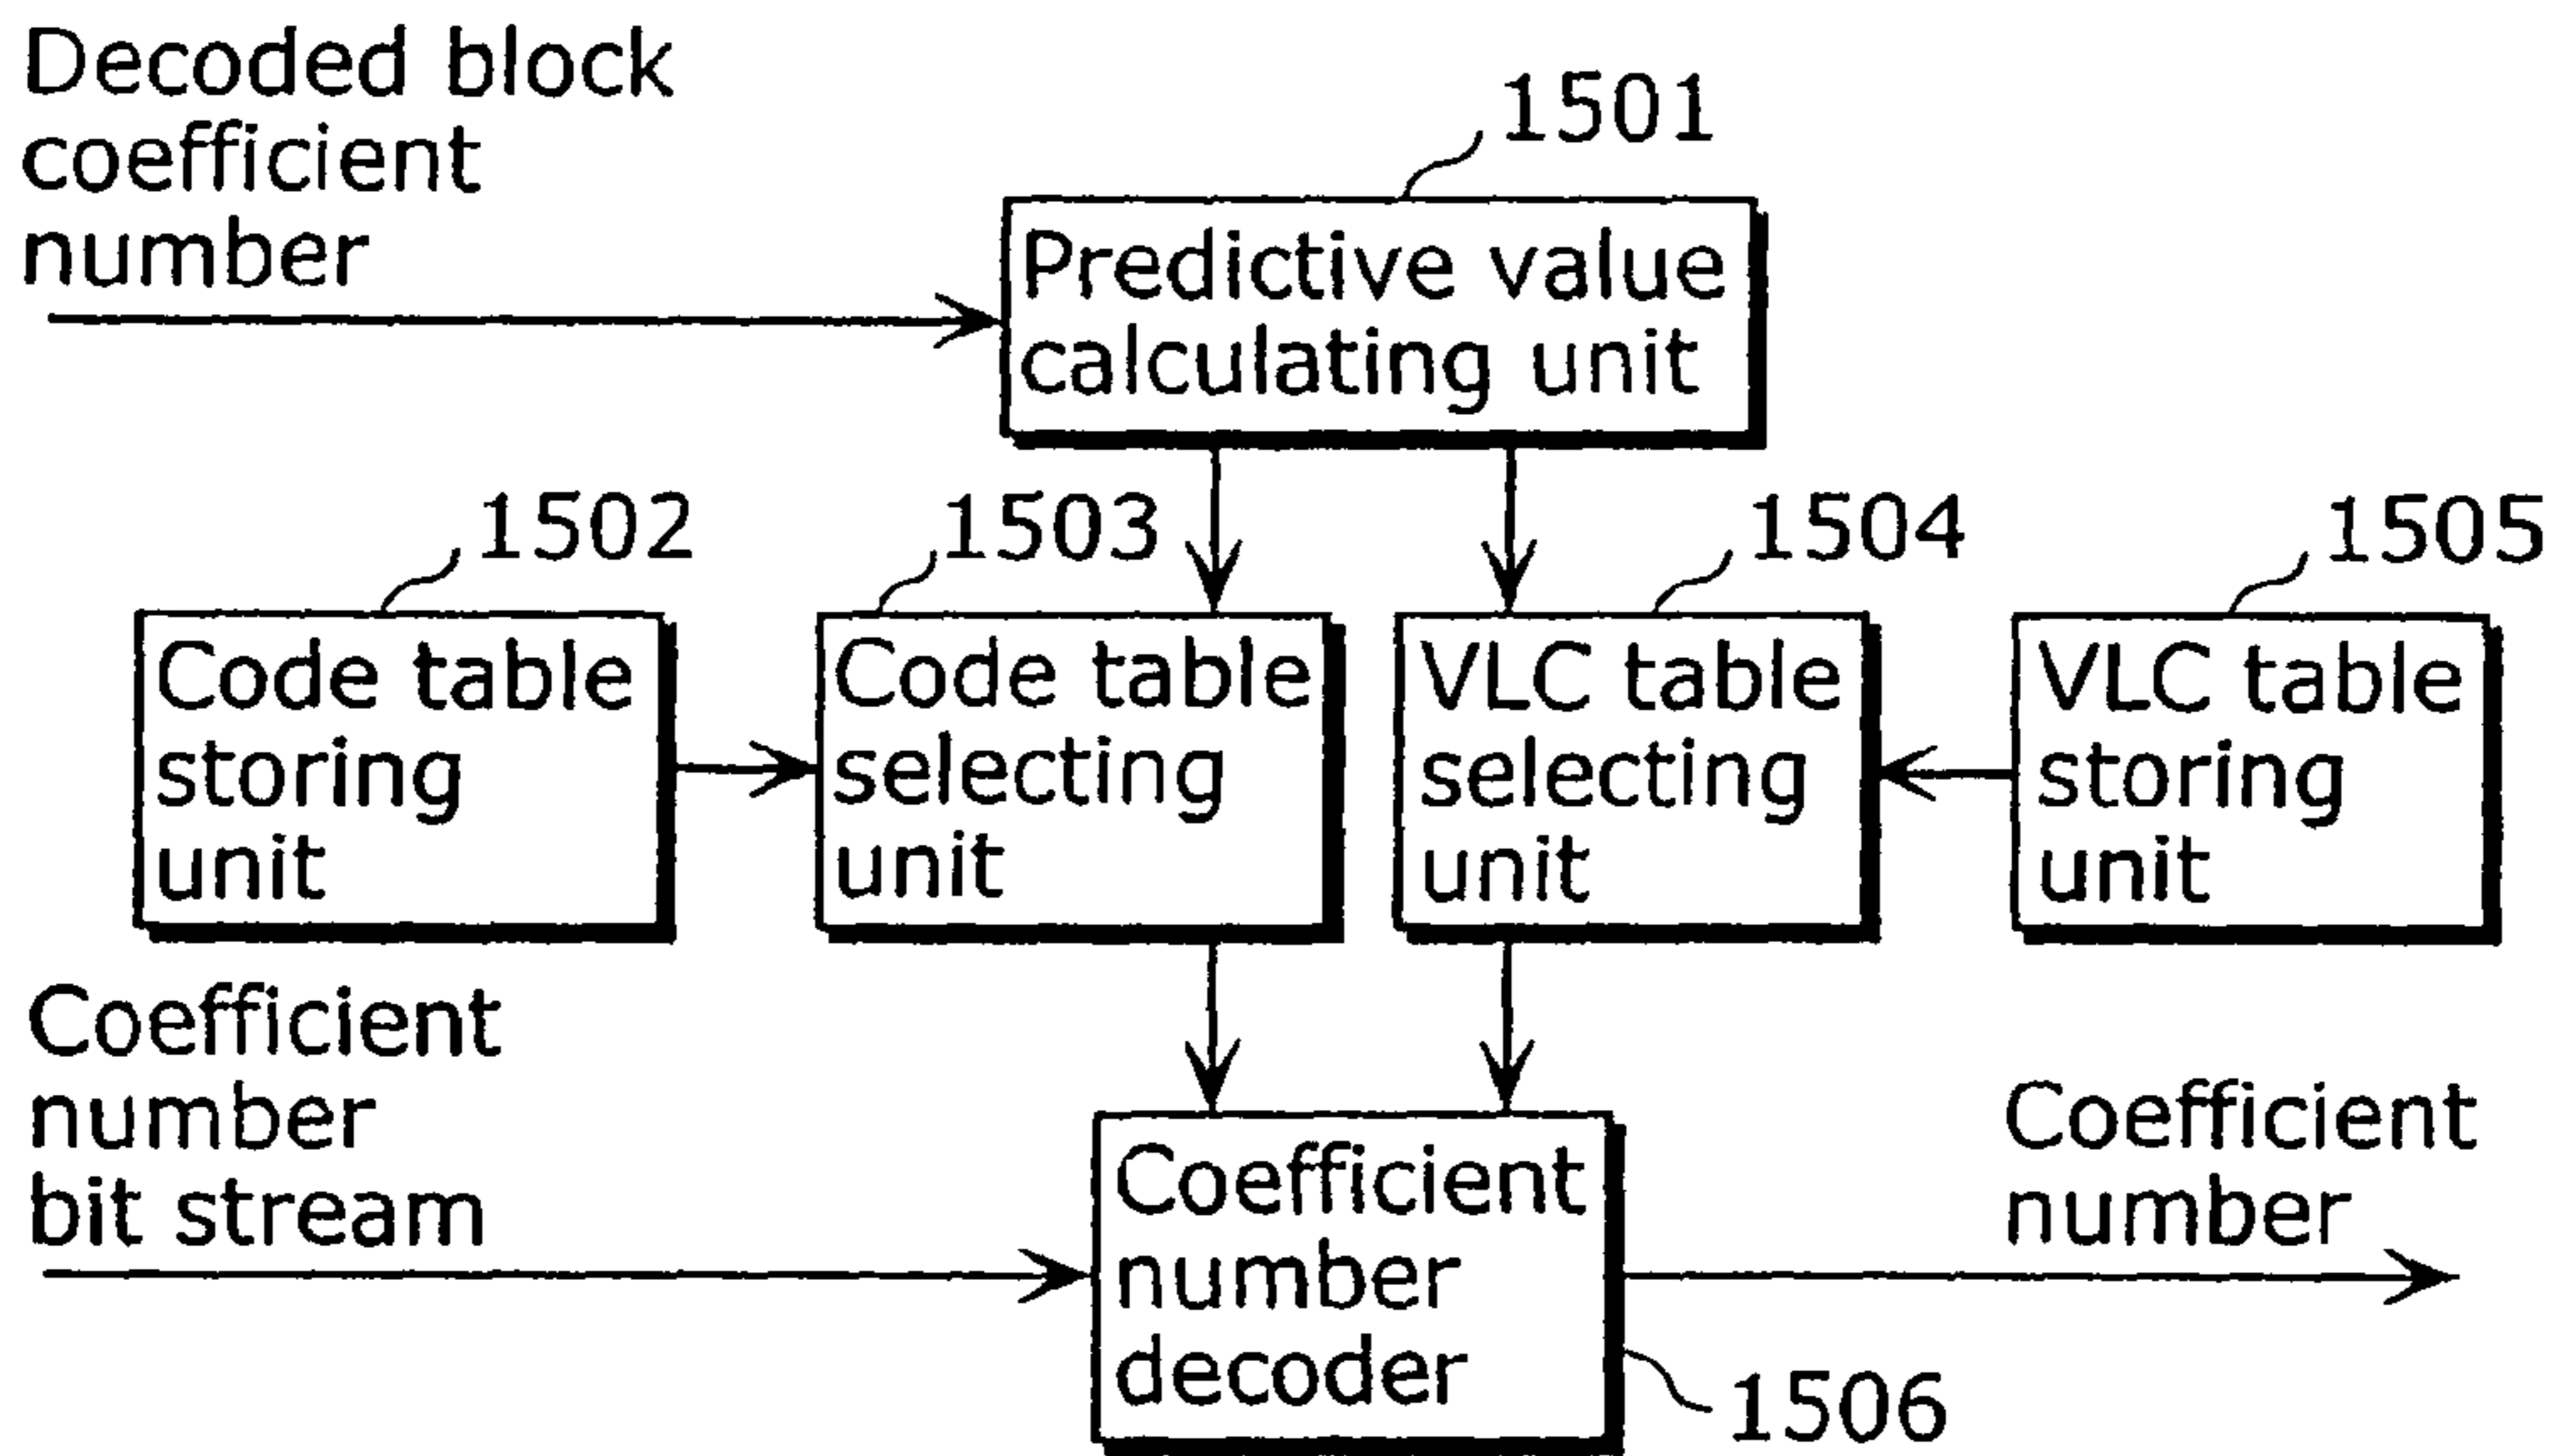 Decoded block
coefficient
number
1501
Predictive value
calculating unit
1502
1503
1504
1505
Code table
storing
unit
Code table
selecting
unit
VLC table
selecting
unit
VLC table
storing
unit
Coefficient
number
bit stream
Coefficient
number
decoder
Coefficient
number
1506